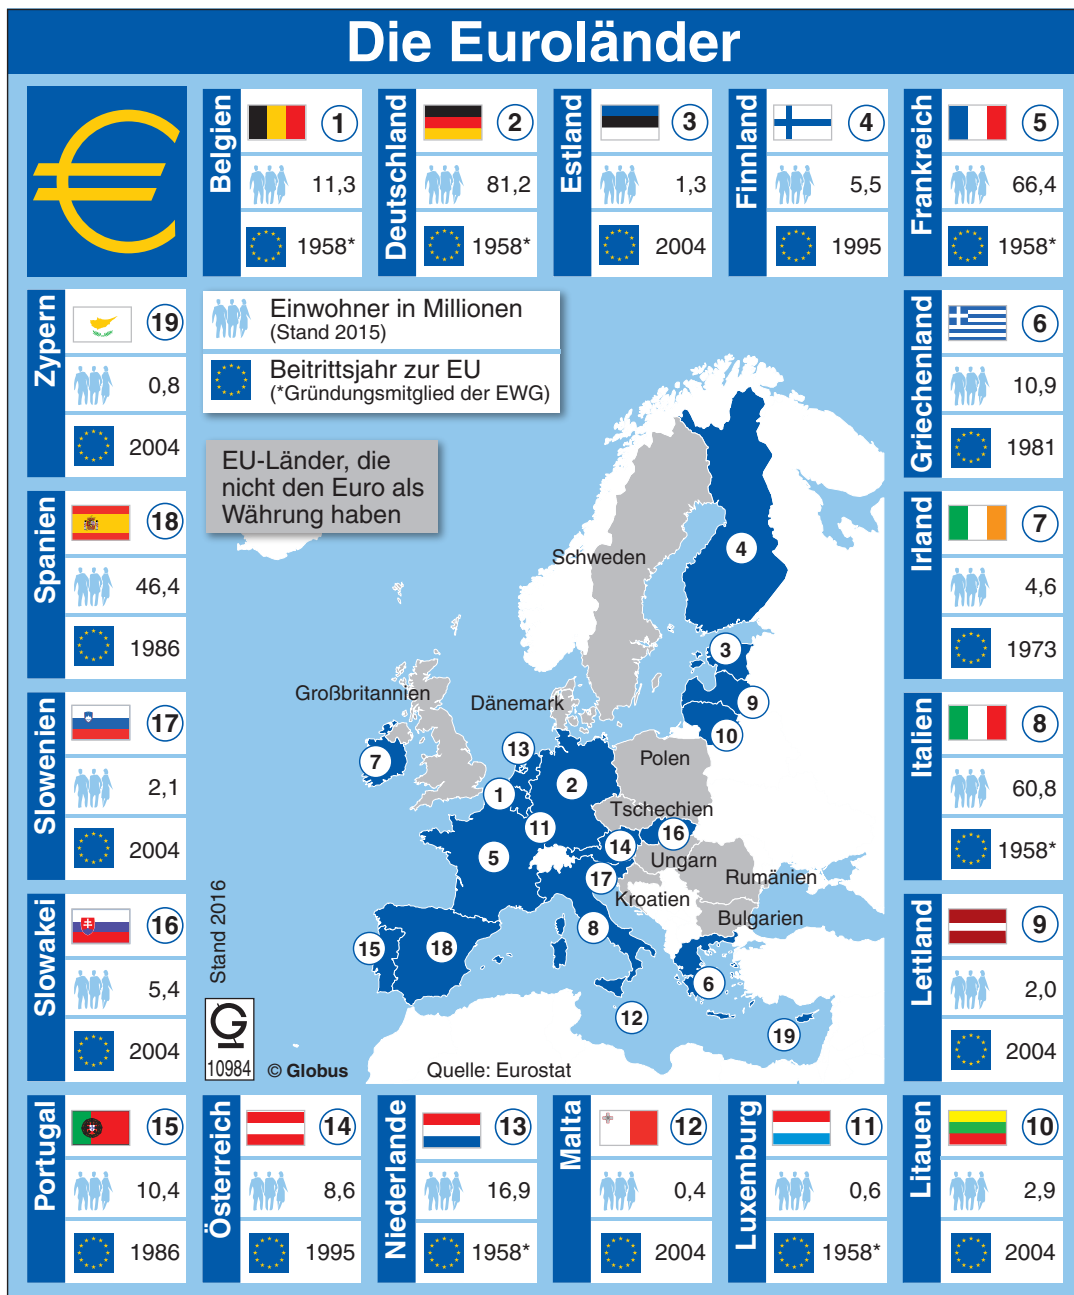 Die Euroländer
Belgien
1
11,3
1958*
Deutschland
2
81,2
1958*
Estland
3
1,3
2004
Finnland
4
5,5
1995
Frankreich
5
66,4
1958*
Zypern
19
0,8
2004
Einwohner in Millionen
(Stand 2015)
Beitrittsjahr zur EU
(*Gründungsmitglied der EWG)
Griechenland
6
10,9
1981
EU-Länder, die
nicht den Euro als
Währung haben
Spanien
18
46,4
1986
Irland
7
4,6
1973
Slowenien
17
2,1
2004
Italien
8
60,8
1958*
Slowakei
16
5,4
2004
Lettland
9
2,0
2004
Schweden
4
3
Großbritannien
Dänemark
9
10
13
7
Polen
2
1
Tschechien
11
16
14
5
Ungarn
17
Rumänien
Kroatien
Bulgarien
8
15
18
6
12
19
Stand 2016
G
10984
© Globus
Quelle: Eurostat
Portugal
15
10,4
1986
Österreich
14
8,6
1995
Niederlande
13
16,9
1958*
Malta
12
0,4
2004
Luxemburg
11
0,6
1958*
Litauen
10
2,9
2004